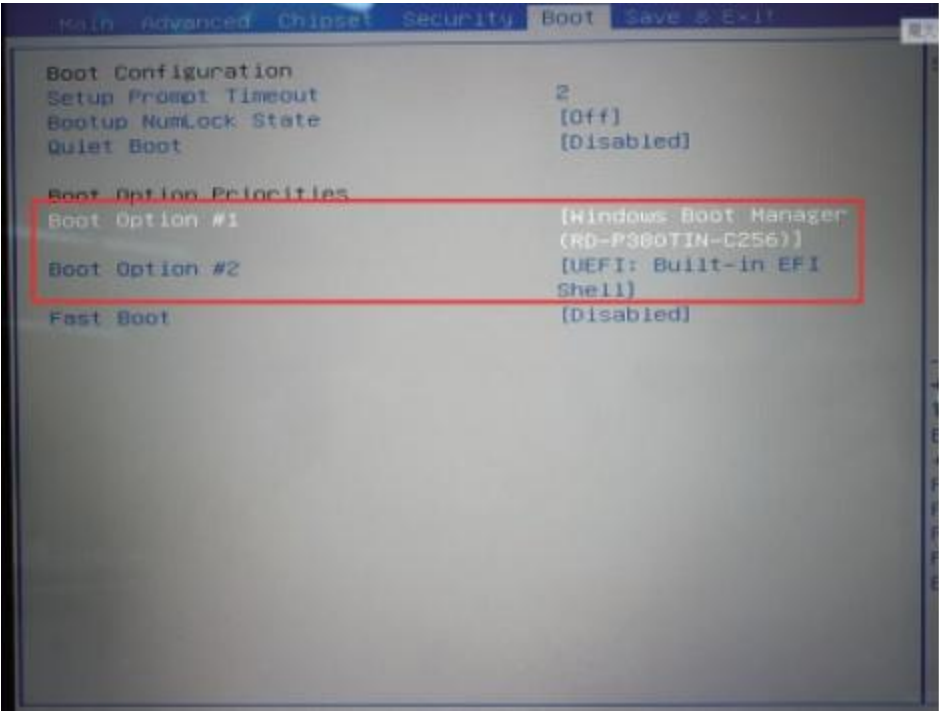 Main Advanced Chipset Security Boot Save & Exit
Boot Configuration
Setup Prompt Timeout 2
Bootup NumLock State [Off]
Quiet Boot [Disabled]
Boot Option Priorities
Boot Option #1 [Windows Boot Manager
(RD-P380TIN-C256)]
Boot Option #2 [UEFI: Built-in EFI
Shell]
Fast Boot [Disabled]